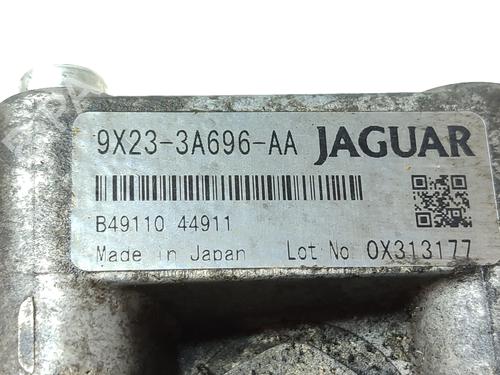 9X23-3A696-AA JAGUAR
B49110 44911
Made in Japan Lot No 0X313177